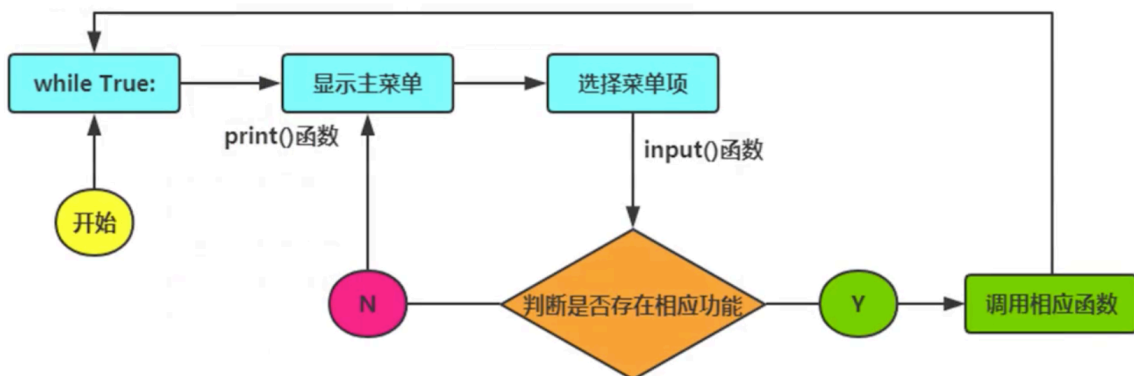 while True:
显示主菜单
选择菜单项
print()函数
input()函数
开始
N
判断是否存在相应功能
Y
调用相应函数